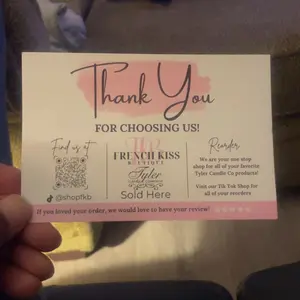 Thank You
FOR CHOOSING US!
Find us at
@shopfkb
FRENCH KISS
BOUTIQUE
Tyler
Sold Here
Reorder
We are your one stop
shop for all of your favorite
Tyler Candle Co products!
Visit our Tik Tok Shop for
all of your reorders
If you loved your order, we would love to have your review!